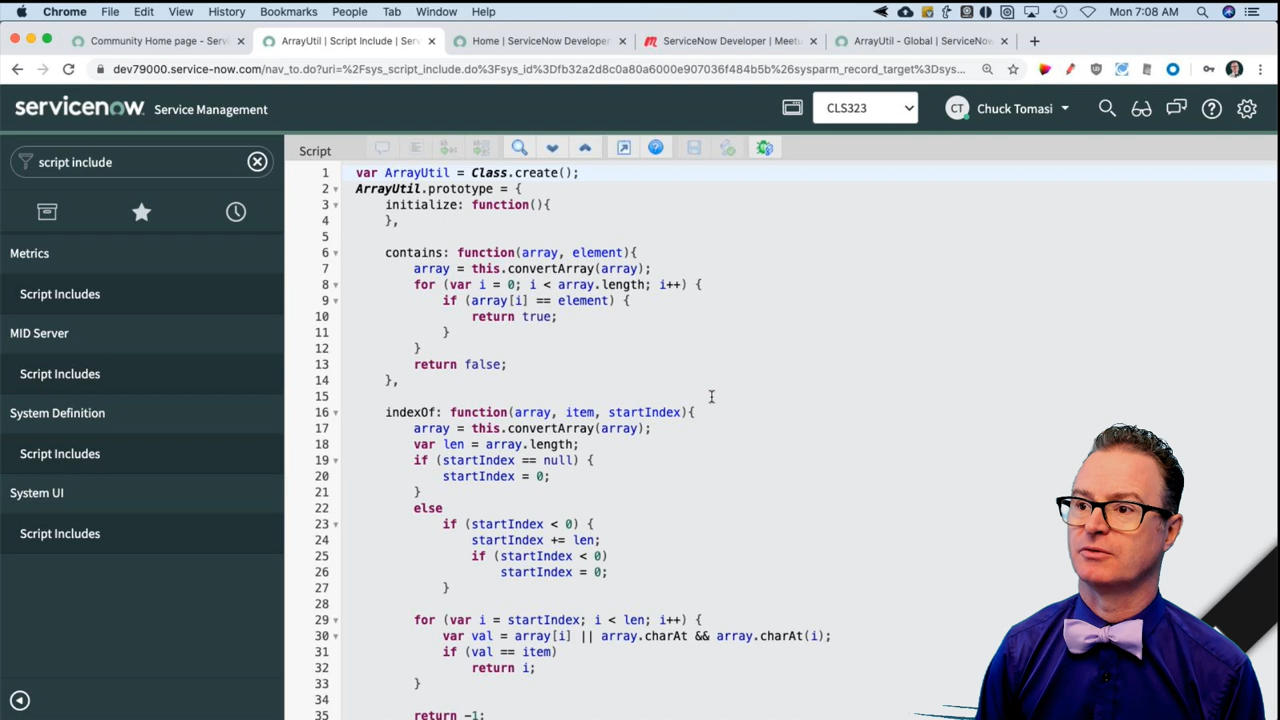 Chrome File Edit View History Bookmarks People Tab Window Help Mon 7:08 AM
Community Home page - Servi × ArrayUtil | Script Include | Ser × Home | ServiceNow Developer × ServiceNow Developer | Meetu × ArrayUtil - Global | ServiceNow × +
dev79000.service-now.com/nav_to.do?uri=%2Fsys_script_include.do%3Fsys_id%3Dfb32a2d8c0a80a6000e907036f484b5b%26sysparm_record_target%3Dsys...
servicenow Service Management CLS323 CT Chuck Tomasi
script include
Metrics
Script Includes
MID Server
Script Includes
System Definition
Script Includes
System UI
Script Includes
Script
1 var ArrayUtil = Class.create();
2 ArrayUtil.prototype = {
3 initialize: function(){
4 },
5
6 contains: function(array, element){
7 array = this.convertArray(array);
8 for (var i = 0; i < array.length; i++) {
9 if (array[i] == element) {
10 return true;
11 }
12 }
13 return false;
14 },
15
16 indexOf: function(array, item, startIndex){
17 array = this.convertArray(array);
18 var len = array.length;
19 if (startIndex == null) {
20 startIndex = 0;
21 }
22 else
23 if (startIndex < 0) {
24 startIndex += len;
25 if (startIndex < 0)
26 startIndex = 0;
27 }
28
29 for (var i = startIndex; i < len; i++) {
30 var val = array[i] || array.charAt && array.charAt(i);
31 if (val == item)
32 return i;
33 }
34
35 return -1;